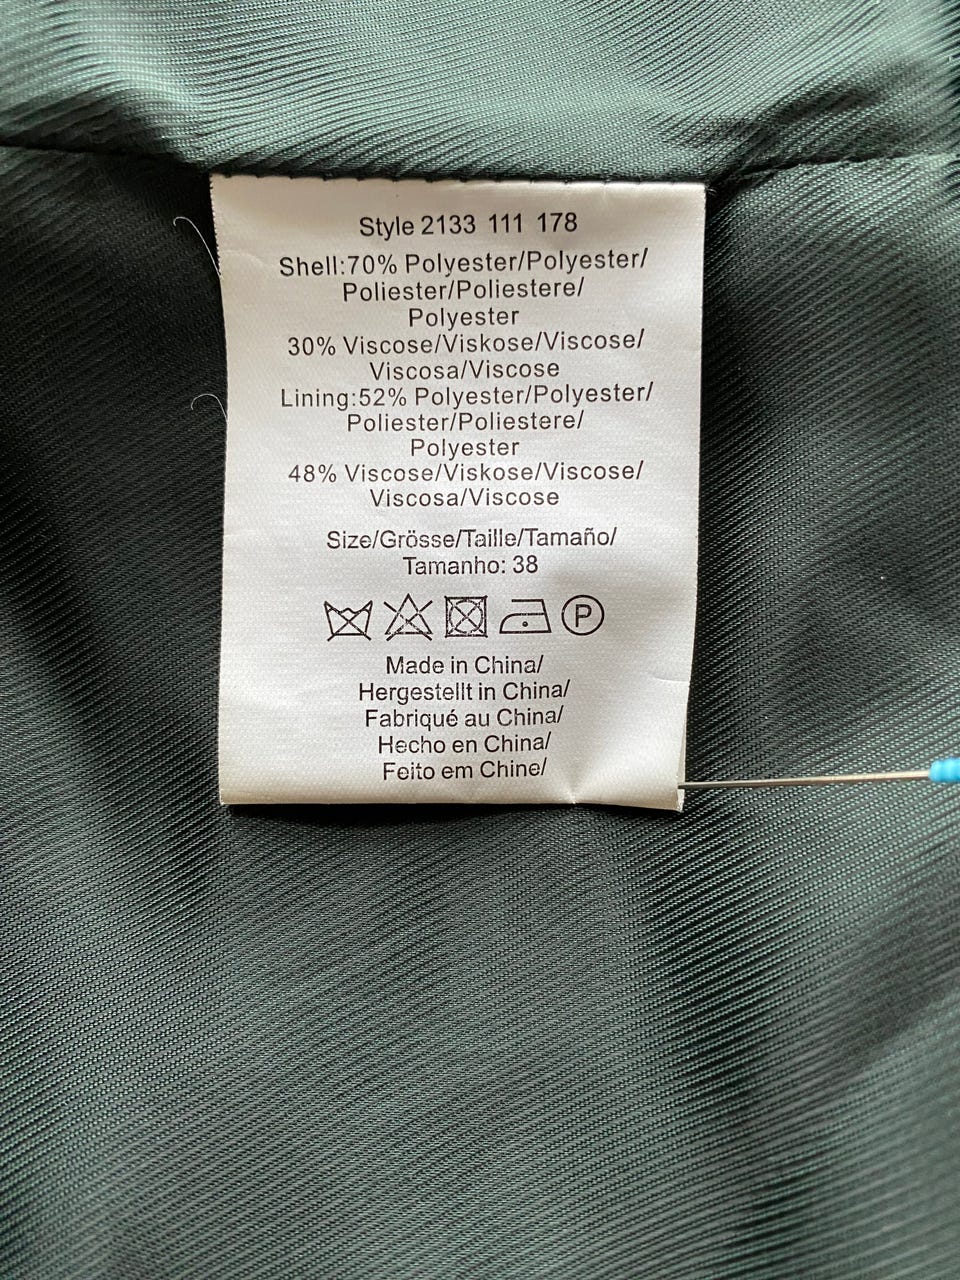 Style 2133 111 178
Shell:70% Polyester/Polyester/
Poliester/Poliestere/
Polyester
30% Viscose/Viskose/Viscose/
Viscosa/Viscose
Lining:52% Polyester/Polyester/
Poliester/Poliestere/
Polyester
48% Viscose/Viskose/Viscose/
Viscosa/Viscose
Size/Grösse/Taille/Tamaño/
Tamanho: 38
P
Made in China/
Hergestellt in China/
Fabriqué au China/
Hecho en China/
Feito em Chine/